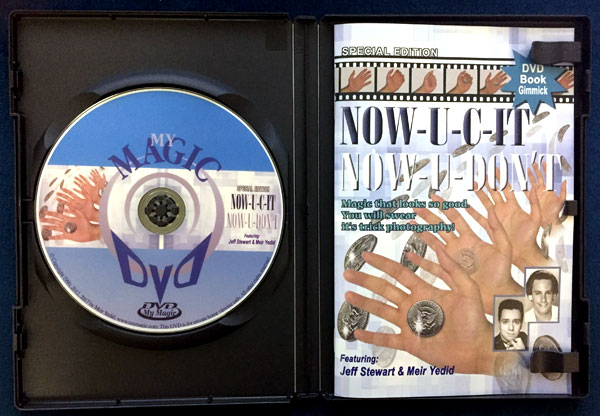 MY
MAGIC
SPECIAL EDITION
NOW-U-C-IT
NOW-U-DON'T
Featuring:
Jeff Stewart & Meir Yedid
DVD
DVD
My Magic
SPECIAL EDITION
DVD
Book
Gimmick
NOW-U-C-IT
NOW-U-DON'T
Magic that looks so good.
You will swear
it's trick photography!
Featuring:
Jeff Stewart & Meir Yedid